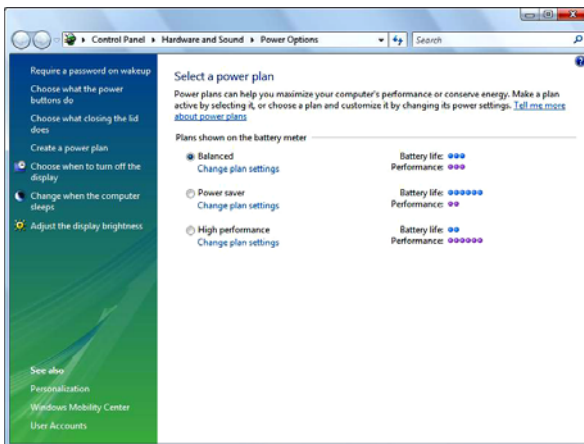 Control Panel ▸ Hardware and Sound ▸ Power Options
Search
Require a password on wakeup
Choose what the power
buttons do
Choose what closing the lid
does
Create a power plan
Choose when to turn off the
display
Change when the computer
sleeps
Adjust the display brightness
See also
Personalization
Windows Mobility Center
User Accounts
Select a power plan
Power plans can help you maximize your computer's performance or conserve energy. Make a plan
active by selecting it, or choose a plan and customize it by changing its power settings. Tell me more
about power plans
Plans shown on the battery meter
Balanced Battery life:
Change plan settings Performance:
Power saver Battery life:
Change plan settings Performance:
High performance Battery life:
Change plan settings Performance: